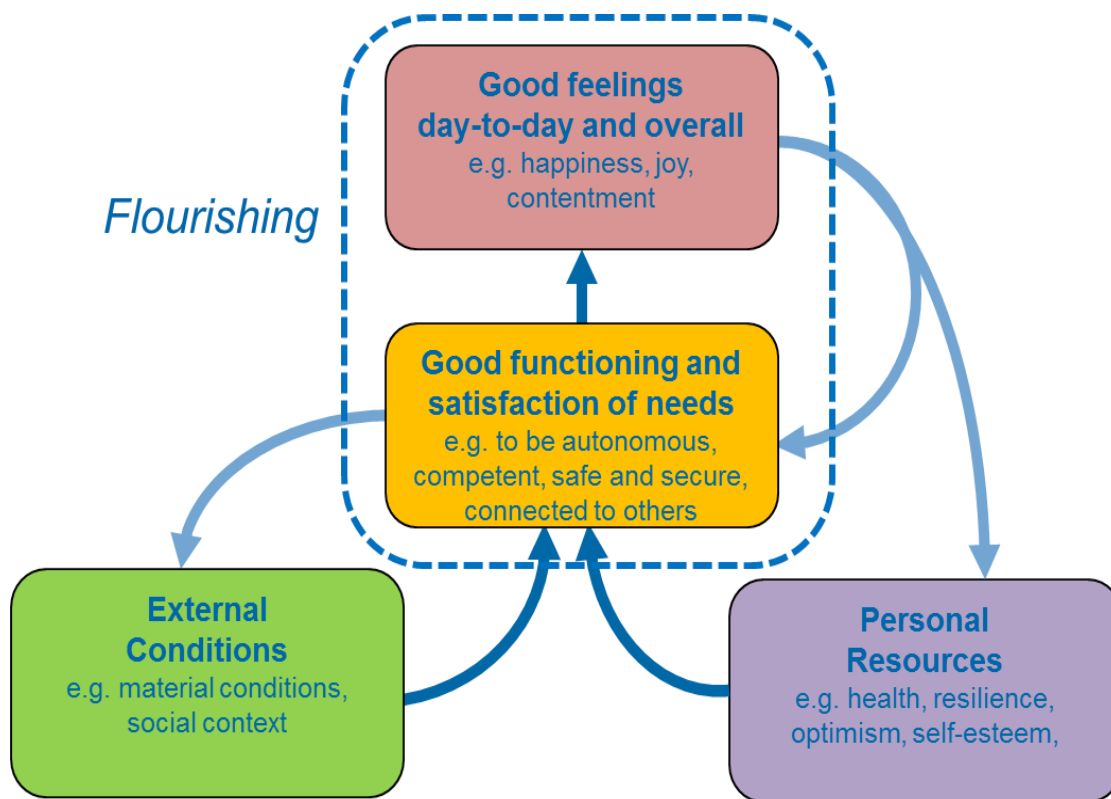 Good feelings
day-to-day and overall
e.g. happiness, joy,
contentment
Flourishing
Good functioning and
satisfaction of needs
e.g. to be autonomous,
competent, safe and secure,
connected to others
External
Conditions
e.g. material conditions,
social context
Personal
Resources
e.g. health, resilience,
optimism, self-esteem,